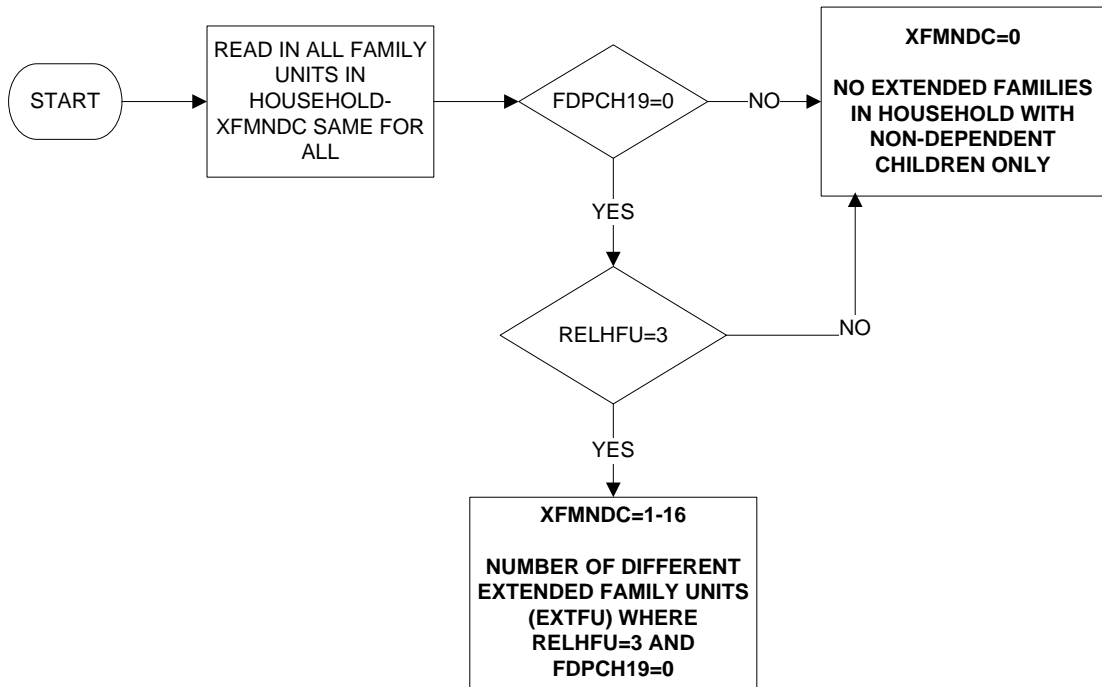 START
READ IN ALL FAMILY
UNITS IN
HOUSEHOLD-
XFMNDC SAME FOR
ALL
FDPCH19=0
NO
XFMNDC=0
NO EXTENDED FAMILIES
IN HOUSEHOLD WITH
NON-DEPENDENT
CHILDREN ONLY
YES
RELHFU=3
NO
YES
XFMNDC=1-16
NUMBER OF DIFFERENT
EXTENDED FAMILY UNITS
(EXTFU) WHERE
RELHFU=3 AND
FDPCH19=0